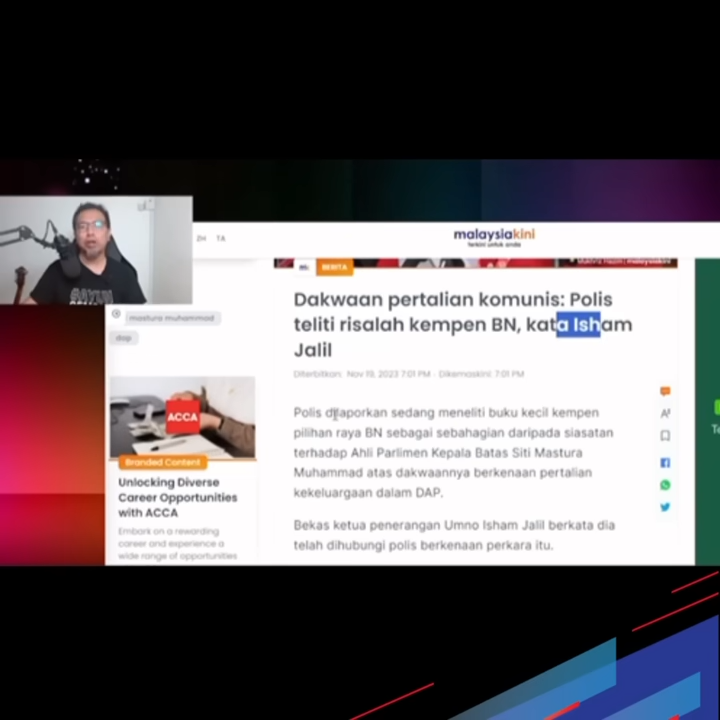 malaysiakini
terkini untuk anda
ZH TA
BERITA
mastura muhammad
dap
Dakwaan pertalian komunis: Polis
teliti risalah kempen BN, kata Isham
Jalil
Diterbitkan: Nov 19, 2023 7:01 PM · Dikemaskini: 7:01 PM
Polis dilaporkan sedang meneliti buku kecil kempen
pilihan raya BN sebagai sebahagian daripada siasatan
terhadap Ahli Parlimen Kepala Batas Siti Mastura
Muhammad atas dakwaannya berkenaan pertalian
kekeluargaan dalam DAP.
Bekas ketua penerangan Umno Isham Jalil berkata dia
telah dihubungi polis berkenaan perkara itu.
ACCA
Branded Content
Unlocking Diverse
Career Opportunities
with ACCA
Embark on a rewarding
career and experience a
wide range of opportunities